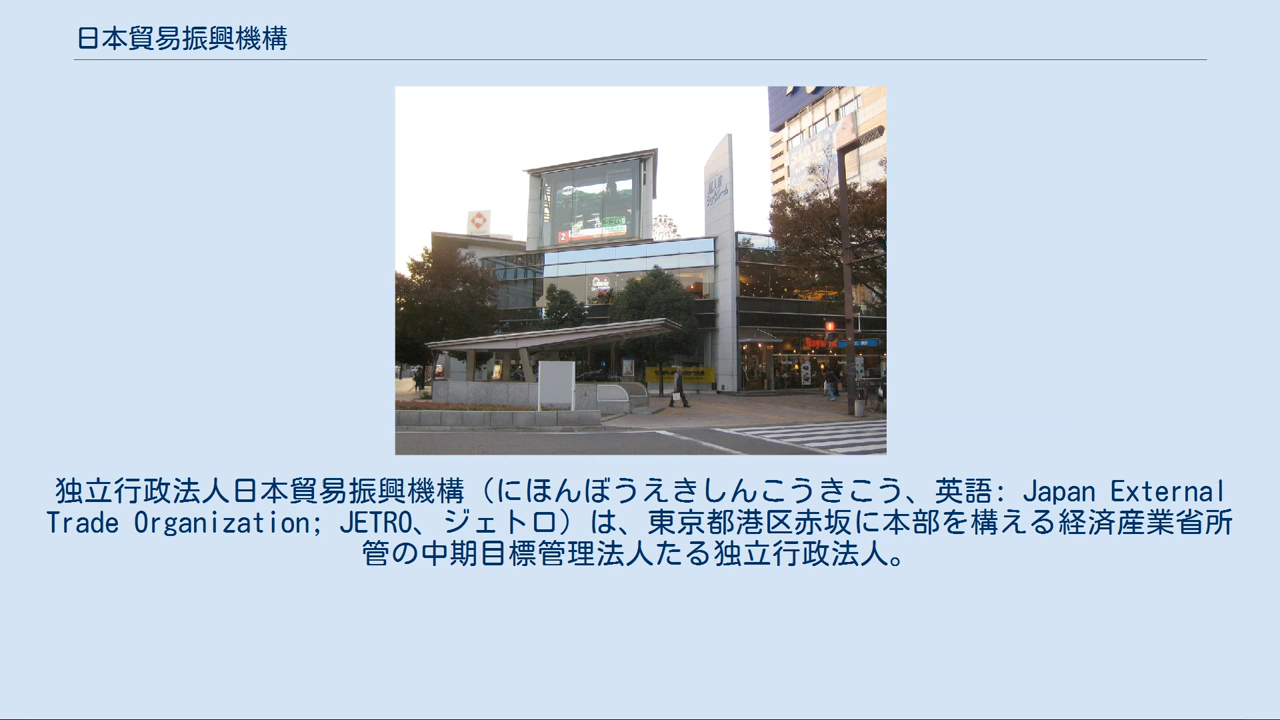 日本貿易振興機構
独立行政法人日本貿易振興機構（にほんぼうえきしんこうきこう、英語: Japan External
Trade Organization; JETRO、ジェトロ）は、東京都港区赤坂に本部を構える経済産業省所
管の中期目標管理法人たる独立行政法人。